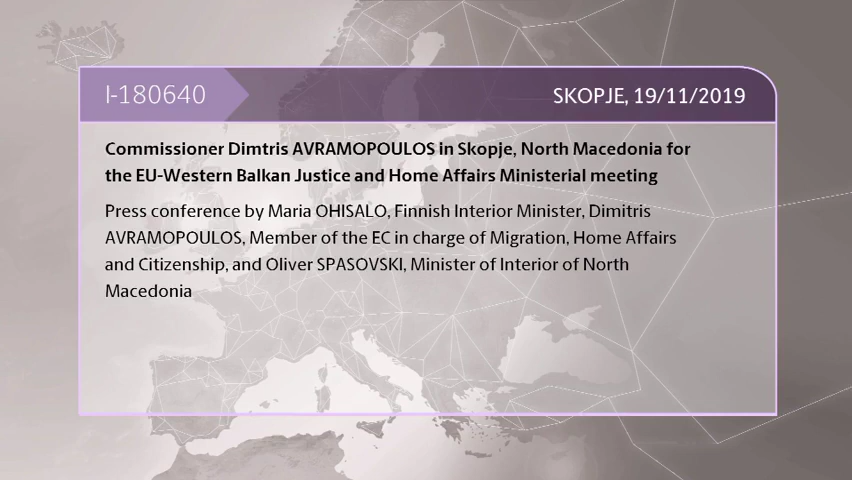 I-180640
SKOPJE, 19/11/2019
Commissioner Dimtris AVRAMOPOULOS in Skopje, North Macedonia for
the EU-Western Balkan Justice and Home Affairs Ministerial meeting
Press conference by Maria OHISALO, Finnish Interior Minister, Dimitris
AVRAMOPOULOS, Member of the EC in charge of Migration, Home Affairs
and Citizenship, and Oliver SPASOVSKI, Minister of Interior of North
Macedonia